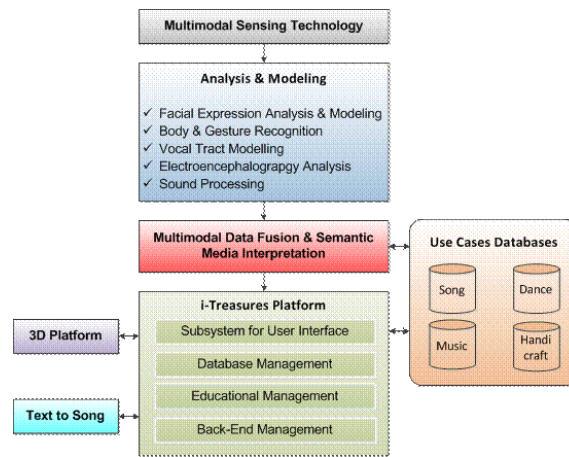 Multimodal Sensing Technology
Analysis & Modeling
✓ Facial Expression Analysis & Modeling
✓ Body & Gesture Recognition
✓ Vocal Tract Modelling
✓ Electroencephalograpgy Analysis
✓ Sound Processing
Multimodal Data Fusion & Semantic
Media Interpretation
Use Cases Databases
Song
Dance
Music
Handi
craft
i-Treasures Platform
Subsystem for User Interface
Database Management
Educational Management
Back-End Management
3D Platform
Text to Song